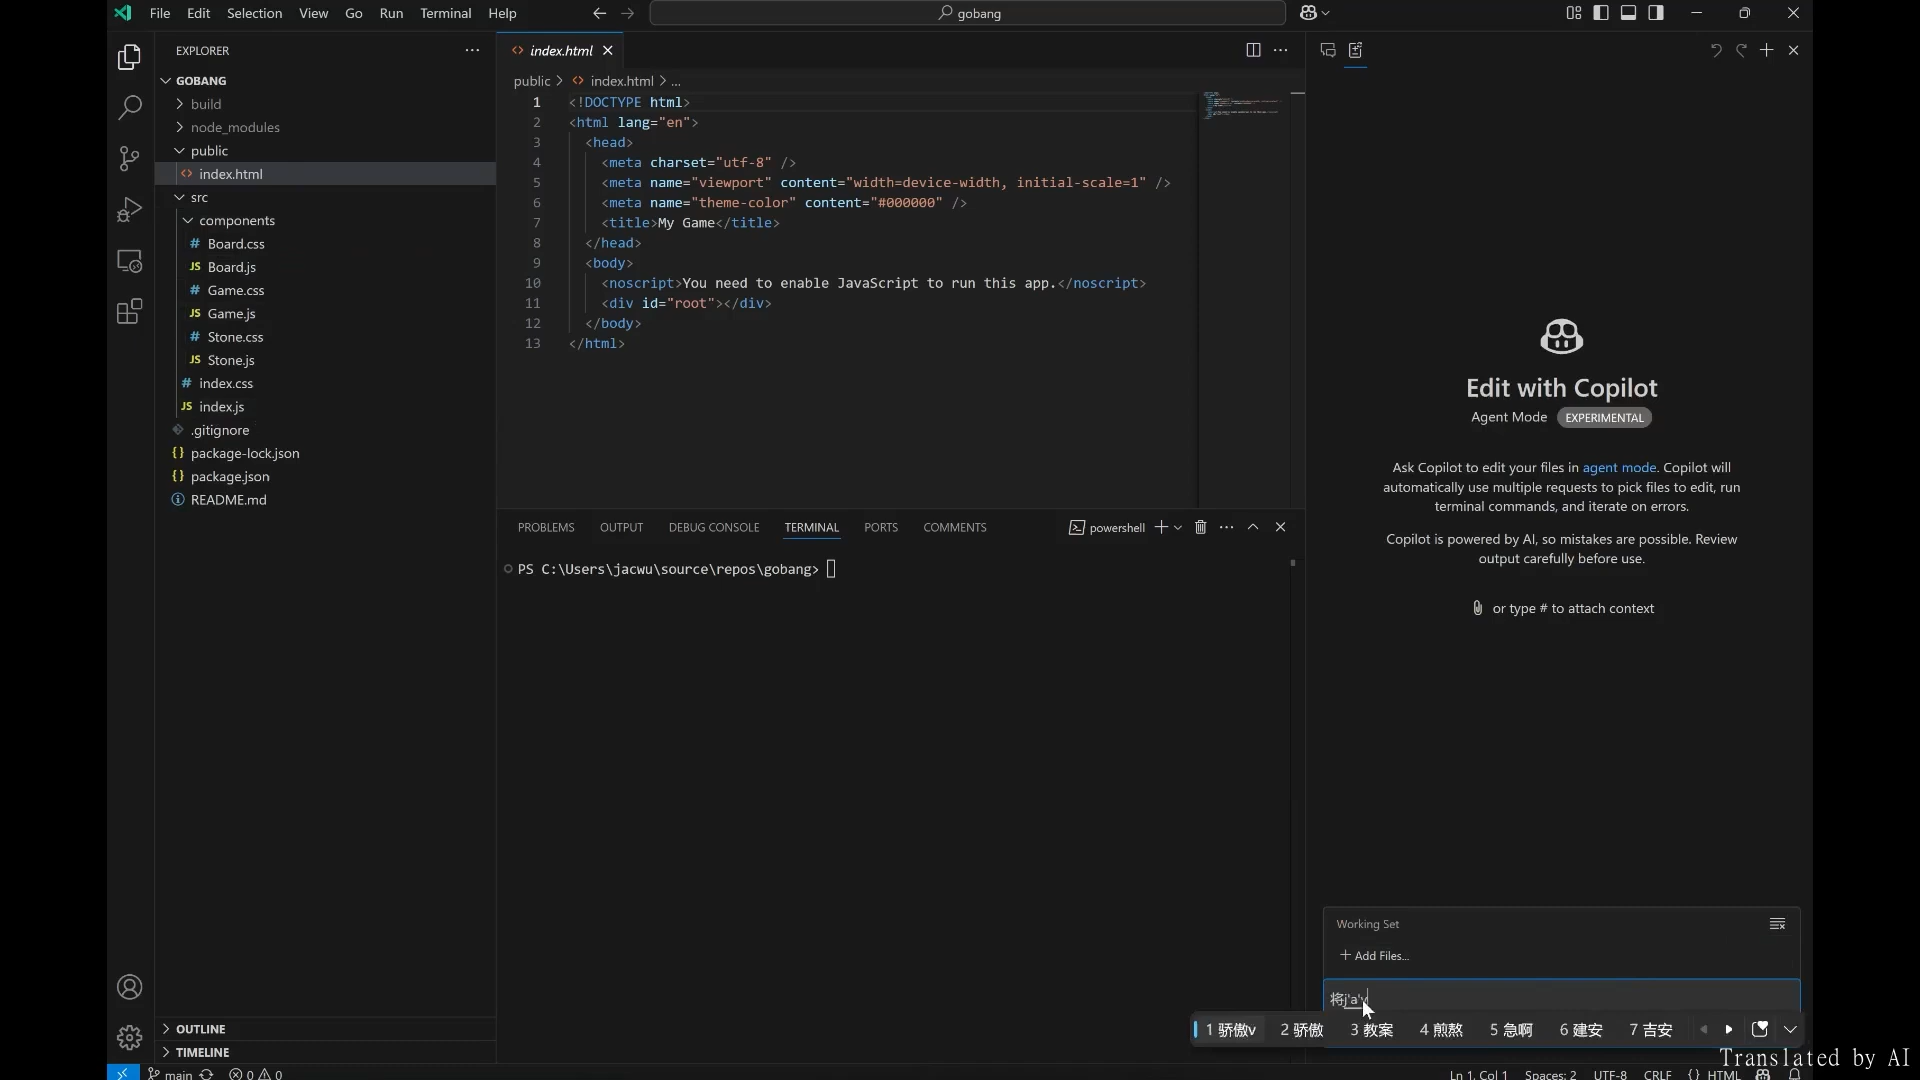 File Edit Selection View Go Run Terminal Help
gobang
EXPLORER
GOBANG
build
node_modules
public
index.html
src
components
Board.css
Board.js
Game.css
Game.js
Stone.css
Stone.js
index.css
index.js
.gitignore
package-lock.json
package.json
README.md
OUTLINE
TIMELINE
index.html
public > index.html > ...
1 <!DOCTYPE html>
2 <html lang="en">
3 <head>
4 <meta charset="utf-8" />
5 <meta name="viewport" content="width=device-width, initial-scale=1" />
6 <meta name="theme-color" content="#000000" />
7 <title>My Game</title>
8 </head>
9 <body>
10 <noscript>You need to enable JavaScript to run this app.</noscript>
11 <div id="root"></div>
12 </body>
13 </html>
PROBLEMS OUTPUT DEBUG CONSOLE TERMINAL PORTS COMMENTS
powershell
PS C:\Users\jacwu\source\repos\gobang>
Edit with Copilot
Agent Mode EXPERIMENTAL
Ask Copilot to edit your files in agent mode. Copilot will
automatically use multiple requests to pick files to edit, run
terminal commands, and iterate on errors.
Copilot is powered by AI, so mistakes are possible. Review
output carefully before use.
or type # to attach context
Working Set
+ Add Files...
将j'a'v
1 骄傲v 2 骄傲 3 教案 4 煎熬 5 急啊 6 建安 7 吉安
Translated by AI
main 0 0 Ln 1, Col 1 Spaces: 2 UTF-8 CRLF {} HTML